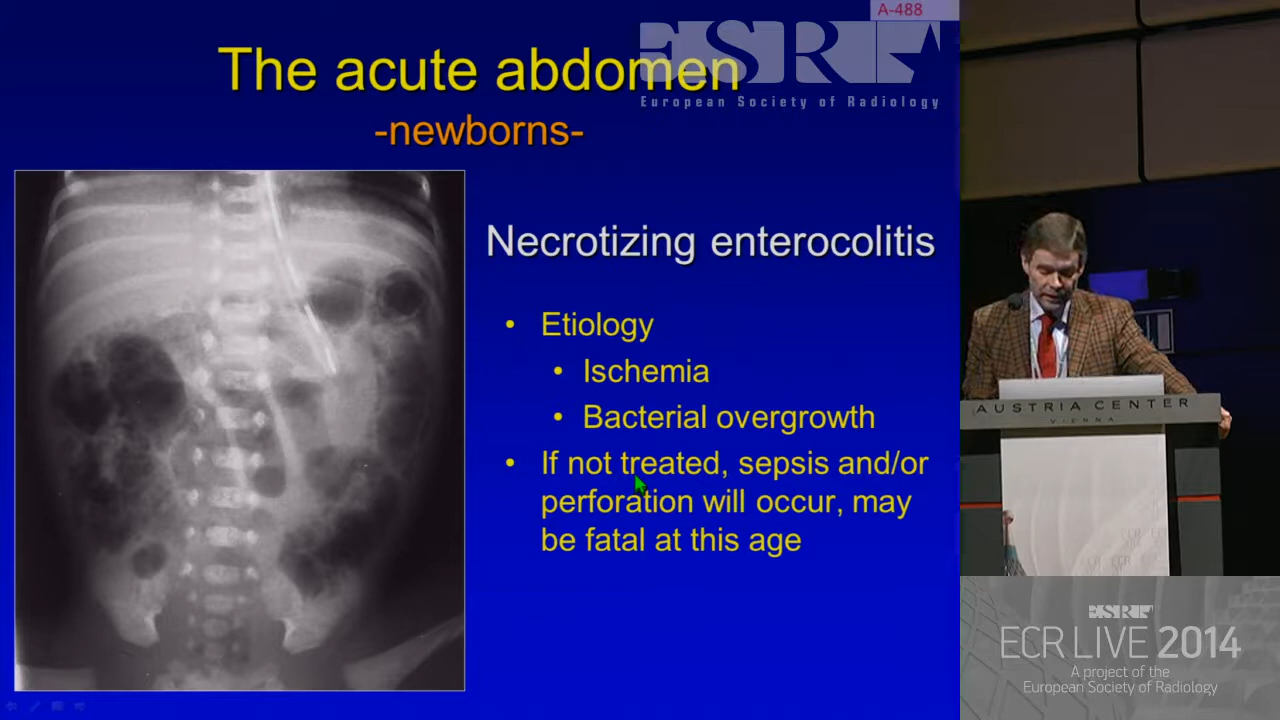 A-488
The acute abdomen
ESR
European Society of Radiology
-newborns-
Necrotizing enterocolitis
• Etiology
• Ischemia
• Bacterial overgrowth
• If not treated, sepsis and/or
perforation will occur, may
be fatal at this age
AUSTRIA CENTER
VIENNA
ESR
ECR LIVE 2014
A project of the
European Society of Radiology